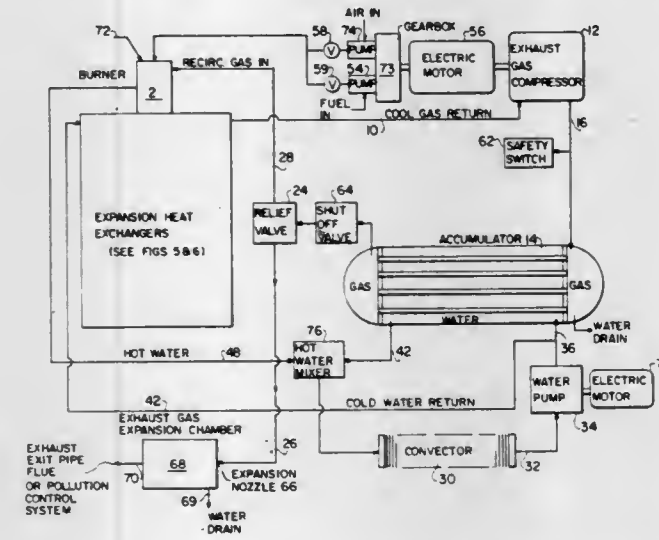 AIR IN
GEARBOX
72
58
74
56
12
V
PUMP
73
ELECTRIC
MOTOR
EXHAUST
GAS
COMPRESSOR
BURNER
RECIRC. GAS IN
59
54
V
PUMP
2
FUEL
IN
COOL GAS RETURN
10
16
62
SAFETY
SWITCH
28
24
64
EXPANSION HEAT
EXCHANGERS
(SEE FIGS 5&6)
RELIEF
VALVE
SHUT
OFF
VALVE
ACCUMULATOR 14
GAS
GAS
WATER
WATER
DRAIN
76
HOT
WATER
MIXER
HOT WATER
48
42
36
42
COLD WATER RETURN
WATER
PUMP
ELECTRIC
MOTOR
34
EXHAUST GAS
EXPANSION CHAMBER
26
CONVECTOR
30
32
EXHAUST
EXIT PIPE
FLUE
OR POLLUTION
CONTROL
SYSTEM
70
68
69
EXPANSION
NOZZLE 66
WATER
DRAIN